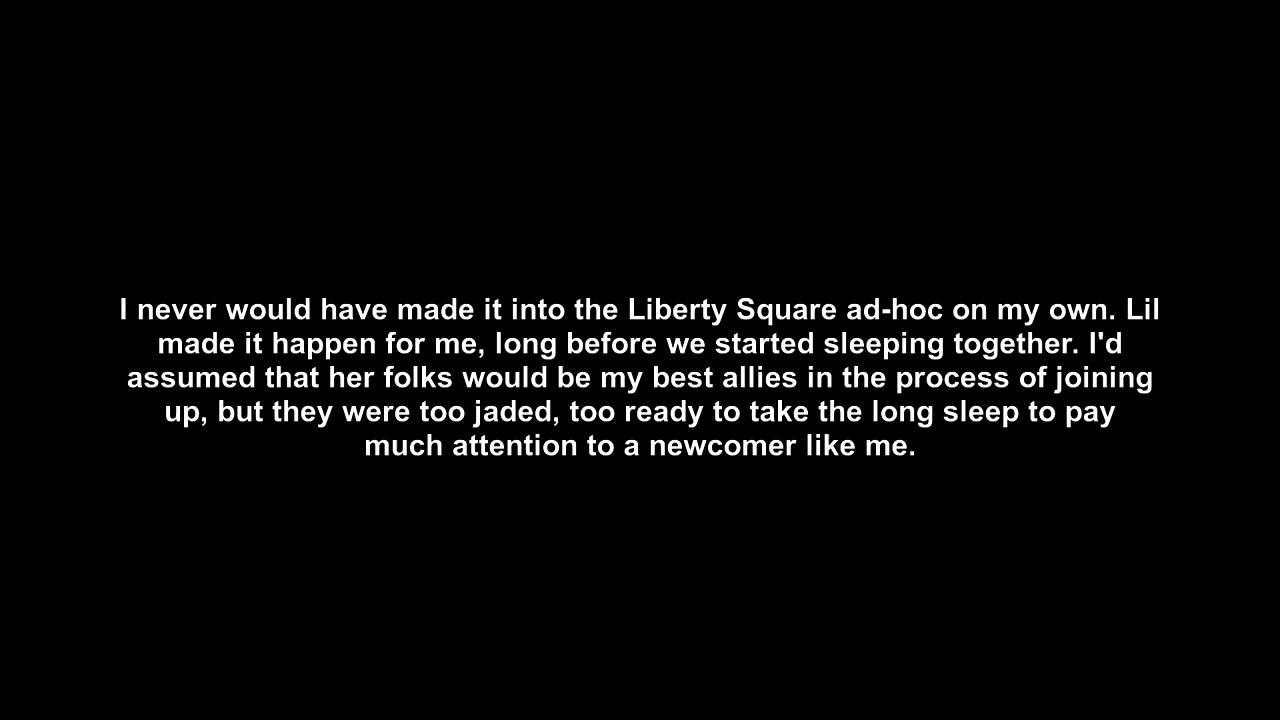 I never would have made it into the Liberty Square ad-hoc on my own. Lil
made it happen for me, long before we started sleeping together. I'd
assumed that her folks would be my best allies in the process of joining
up, but they were too jaded, too ready to take the long sleep to pay
much attention to a newcomer like me.